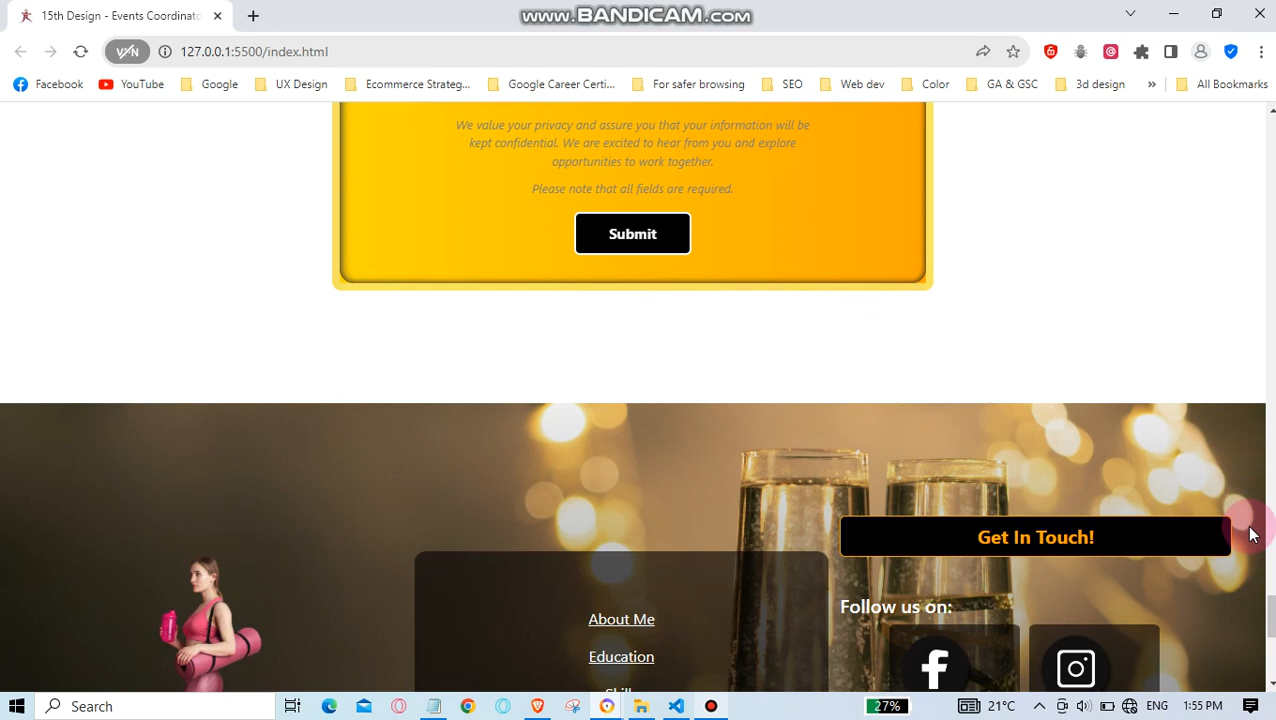 15th Design - Events Coordinato
www.BANDICAM.com
127.0.0.1:5500/index.html
Facebook YouTube Google UX Design Ecommerce Strateg... Google Career Certi... For safer browsing SEO Web dev Color GA & GSC 3d design » All Bookmarks
We value your privacy and assure you that your information will be
kept confidential. We are excited to hear from you and explore
opportunities to work together.
Please note that all fields are required.
Submit
Get In Touch!
About Me
Follow us on:
Education
Search
27%
21°C
ENG
1:55 PM